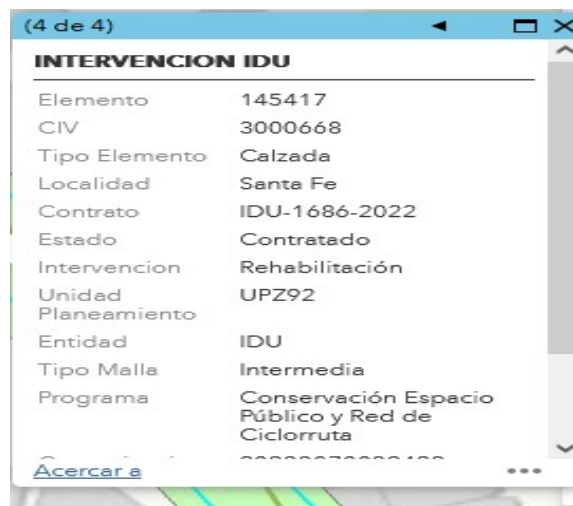 (4 de 4)
INTERVENCION IDU
Elemento 145417
CIV 3000668
Tipo Elemento Calzada
Localidad Santa Fe
Contrato IDU-1686-2022
Estado Contratado
Intervencion Rehabilitación
Unidad Planeamiento UPZ92
Entidad IDU
Tipo Malla Intermedia
Programa Conservación Espacio
Público y Red de
Ciclorruta
Acercar a